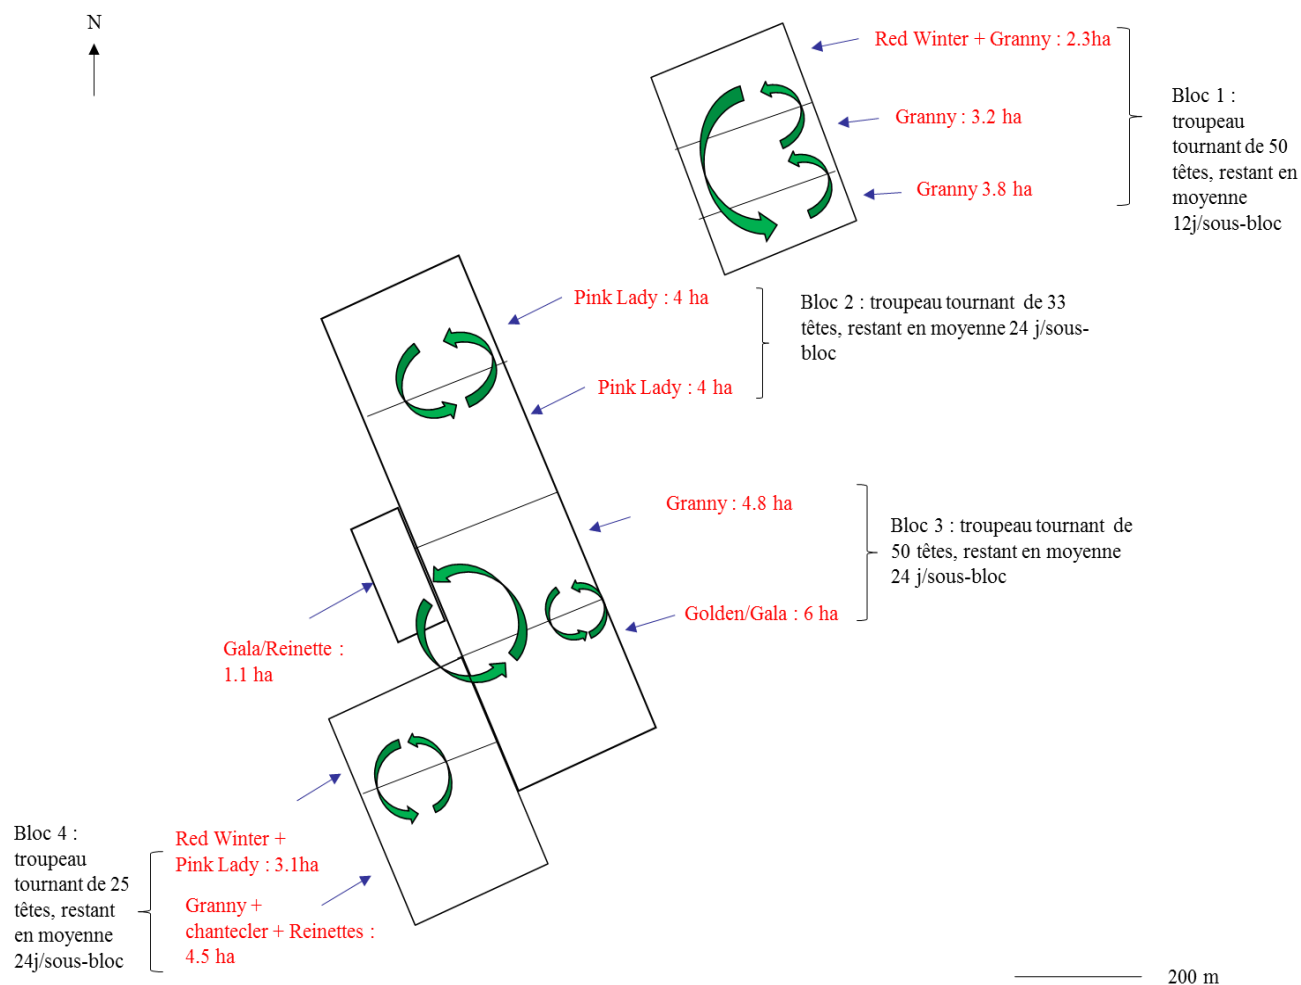 N
Red Winter + Granny : 2.3ha
Granny : 3.2 ha
Granny 3.8 ha
Bloc 1 :
troupeau
tournant de 50
têtes, restant en
moyenne
12j/sous-bloc
Pink Lady : 4 ha
Pink Lady : 4 ha
Bloc 2 : troupeau tournant de 33
têtes, restant en moyenne 24 j/sous-
bloc
Granny : 4.8 ha
Golden/Gala : 6 ha
Bloc 3 : troupeau tournant de
50 têtes, restant en moyenne
24 j/sous-bloc
Gala/Reinette :
1.1 ha
Red Winter +
Pink Lady : 3.1ha
Granny +
chantecler + Reinettes :
4.5 ha
Bloc 4 :
troupeau
tournant de 25
têtes, restant
en moyenne
24j/sous-bloc
200 m